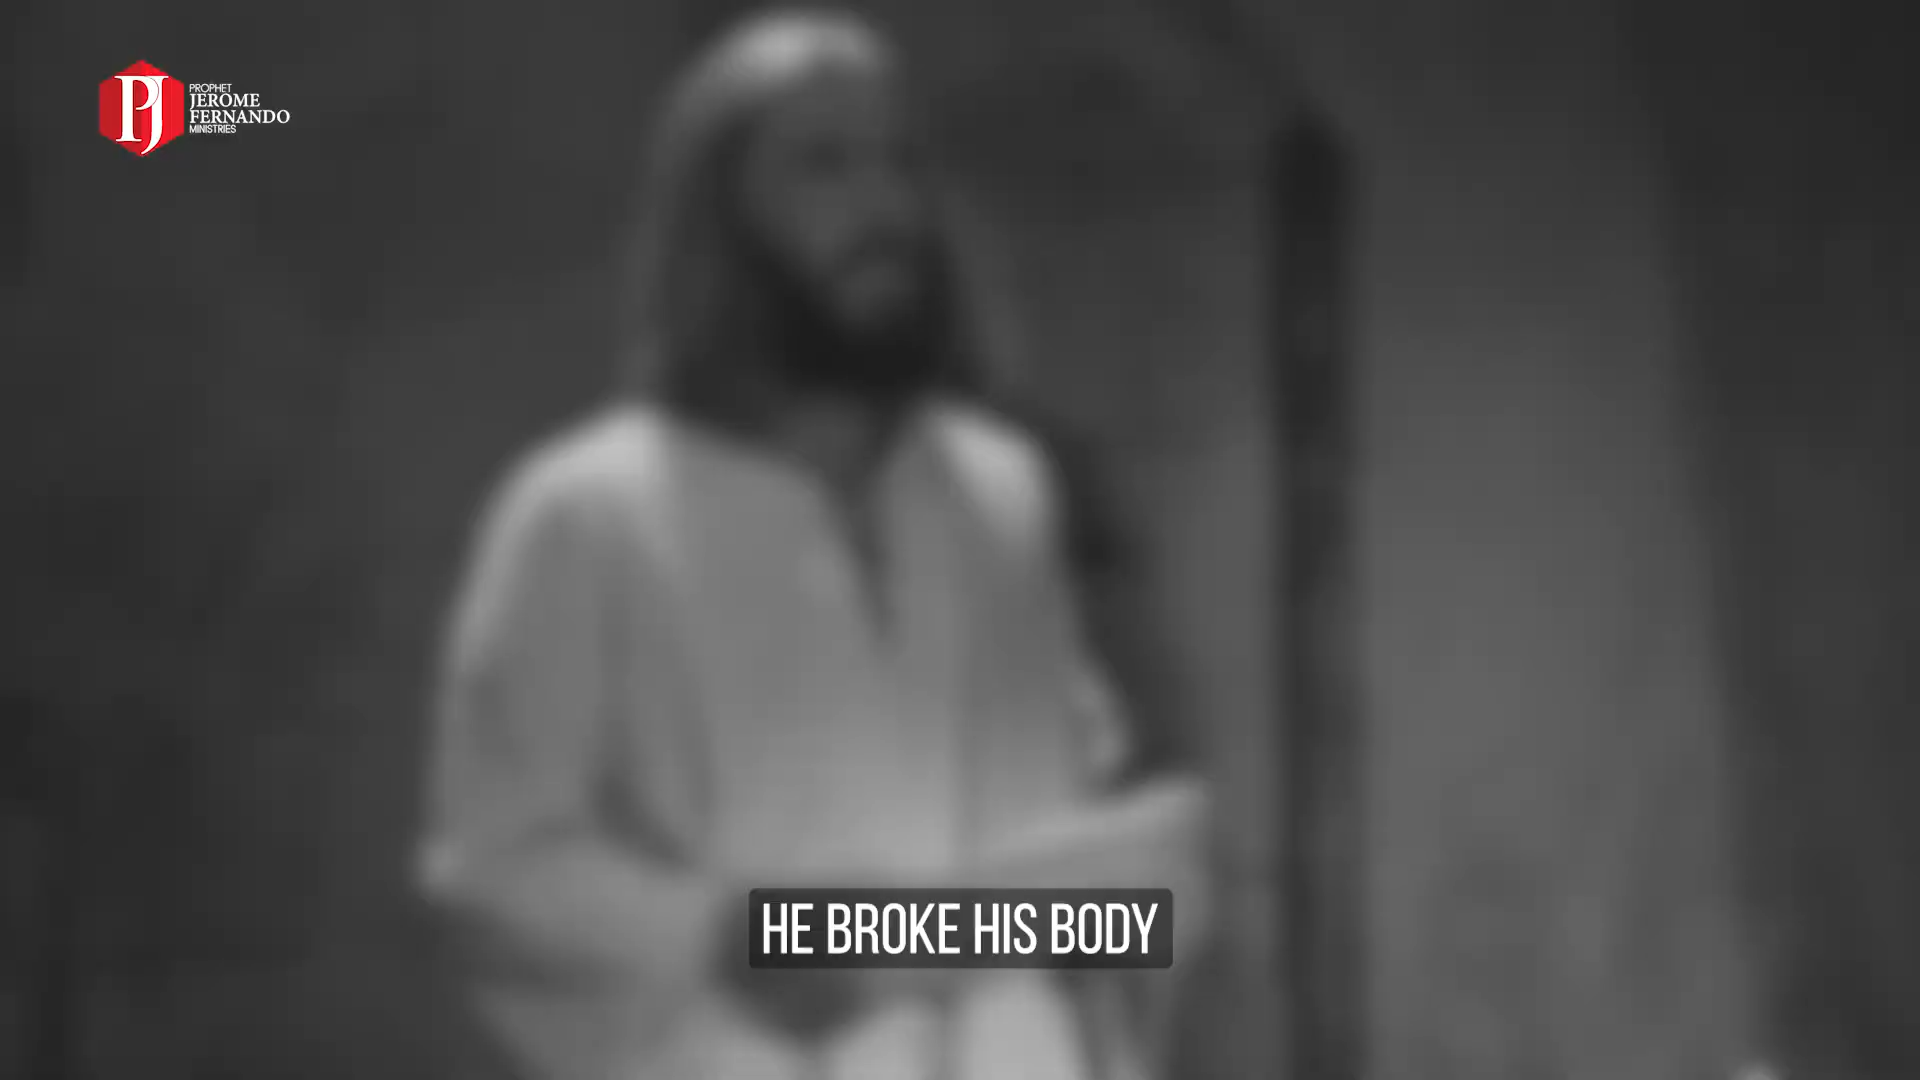 PJ
PROPHET
JEROME
FERNANDO
MINISTRIES
HE BROKE HIS BODY